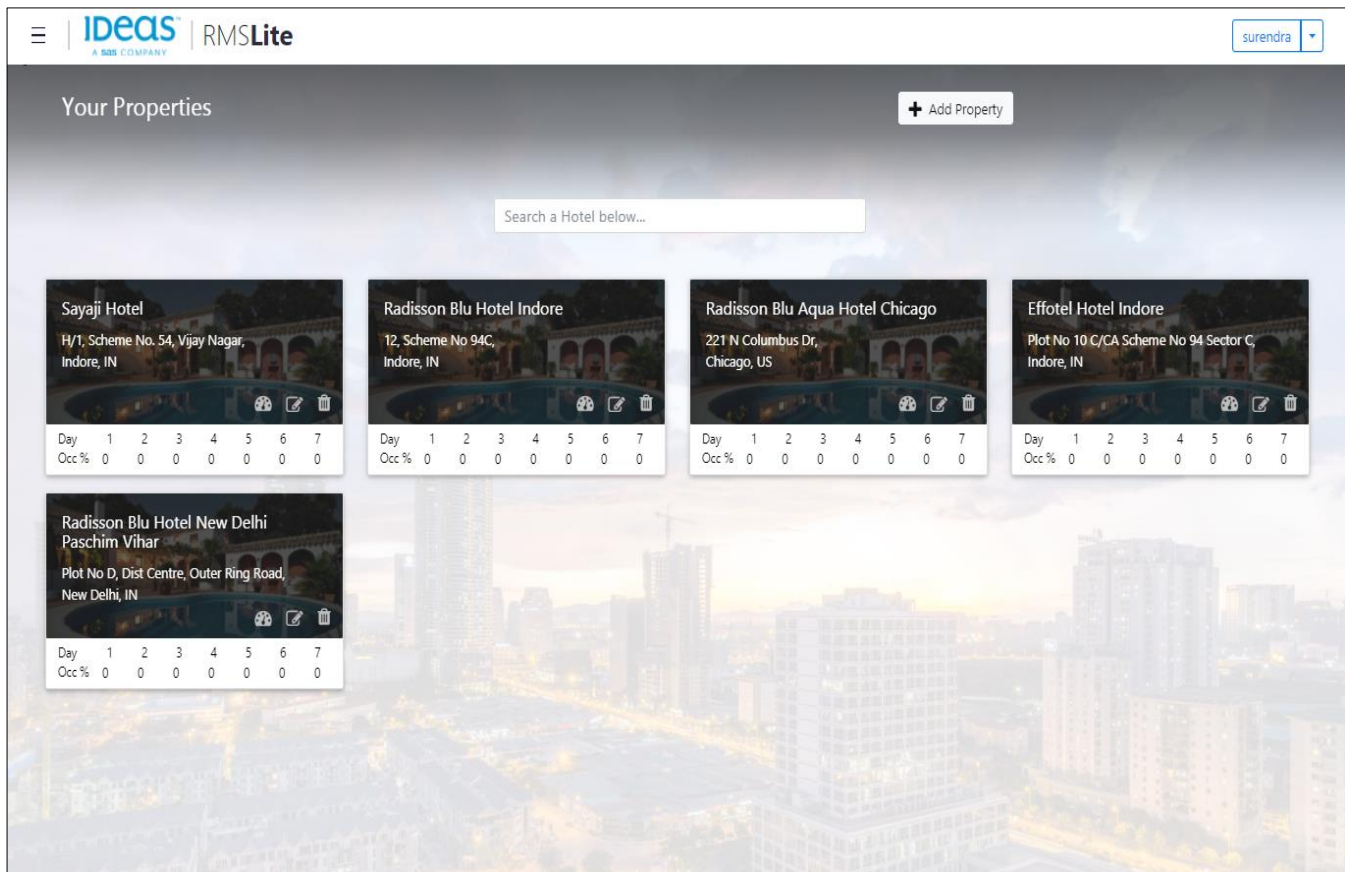 IDeaS™ RMSLite surendra
A sas COMPANY
Your Properties
Add Property
Search a Hotel below...
Sayaji Hotel
H/1, Scheme No. 54, Vijay Nagar,
Indore, IN
Day 1 2 3 4 5 6 7
Occ % 0 0 0 0 0 0 0
Radisson Blu Hotel Indore
12, Scheme No 94C,
Indore, IN
Day 1 2 3 4 5 6 7
Occ % 0 0 0 0 0 0 0
Radisson Blu Aqua Hotel Chicago
221 N Columbus Dr,
Chicago, US
Day 1 2 3 4 5 6 7
Occ % 0 0 0 0 0 0 0
Effotel Hotel Indore
Plot No 10 C/CA Scheme No 94 Sector C,
Indore, IN
Day 1 2 3 4 5 6 7
Occ % 0 0 0 0 0 0 0
Radisson Blu Hotel New Delhi
Paschim Vihar
Plot No D, Dist Centre, Outer Ring Road,
New Delhi, IN
Day 1 2 3 4 5 6 7
Occ % 0 0 0 0 0 0 0